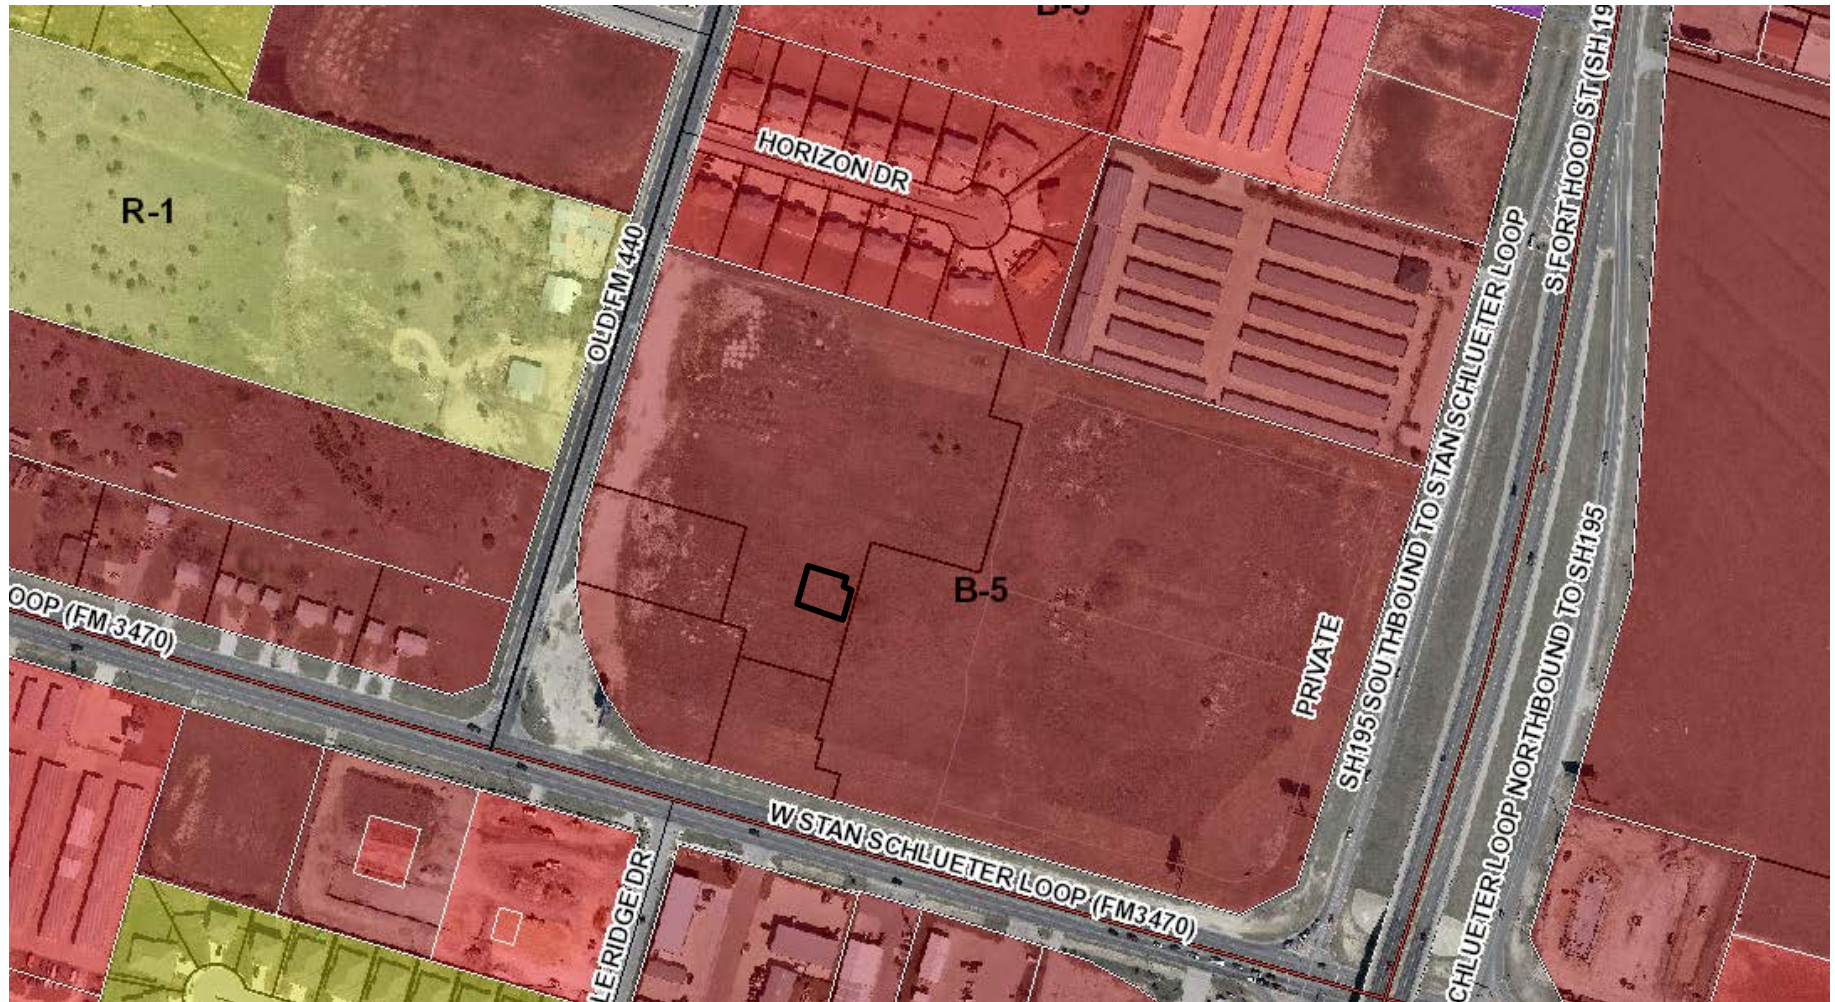 B-5
S FORT HOOD ST (SH 19
HORIZON DR
R-1
OLD FM 440
SH195 SOUTHBOUND TO STAN SCHLUETER LOOP
B-5
OOP (FM 3470)
PRIVATE
CHLUETER LOOP NORTHBOUND TO SH195
W STAN SCHLUETER LOOP (FM3470)
LE RIDGE DR